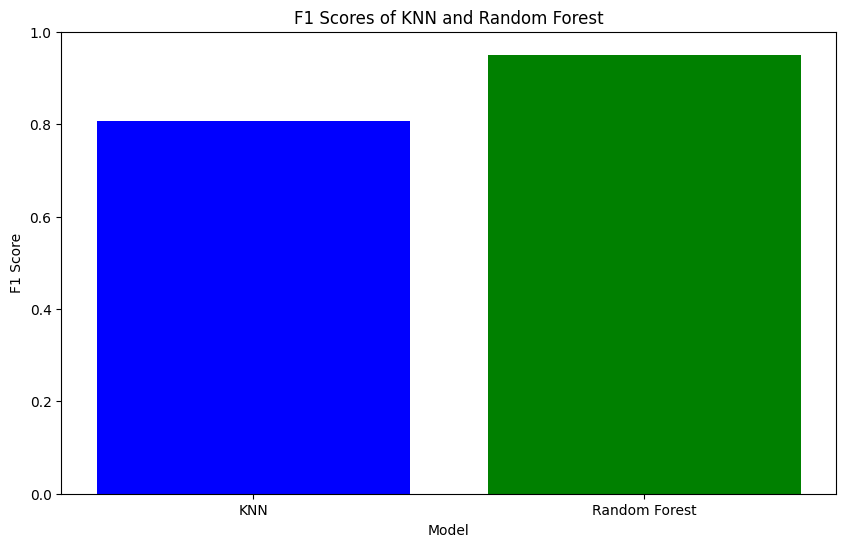 F1 Scores of KNN and Random Forest
1.0
0.8
0.6
0.4
0.2
0.0
F1 Score
KNN
Random Forest
Model